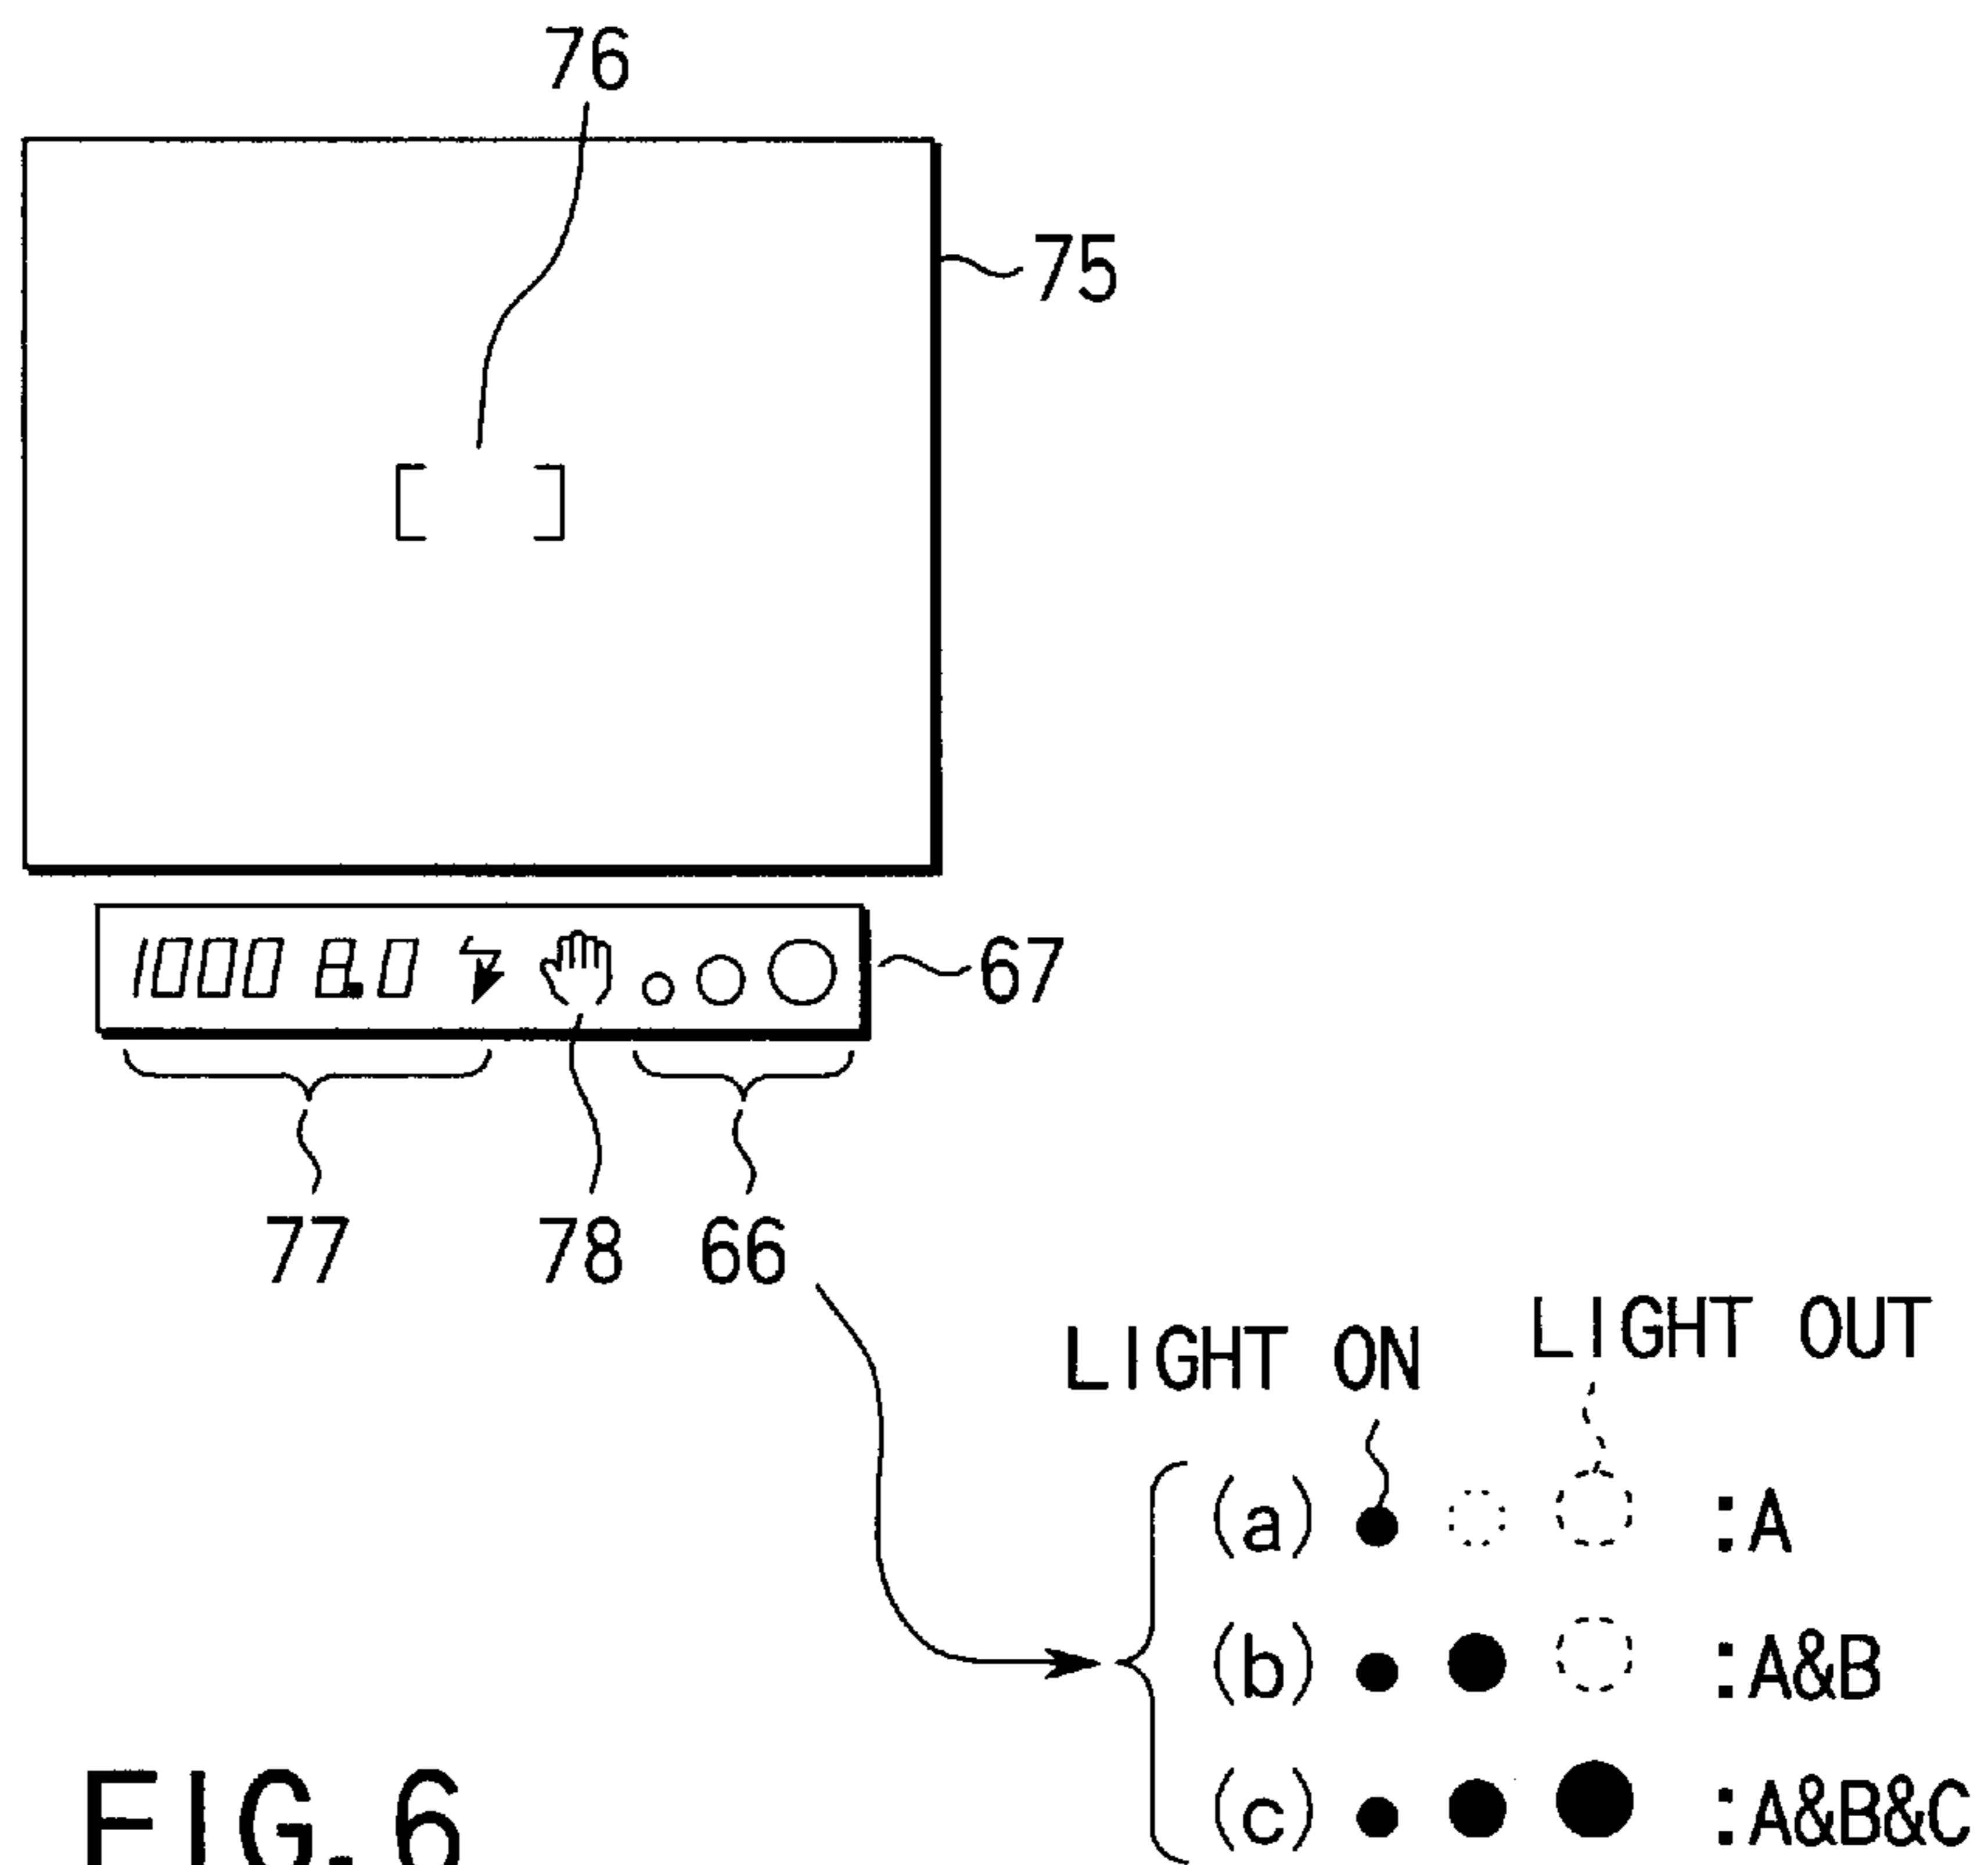 76
75
1000 8.0
67
77 78 66
LIGHT ON LIGHT OUT
(a) :A
(b) :A&B
(c) :A&B&C
FIG. 6